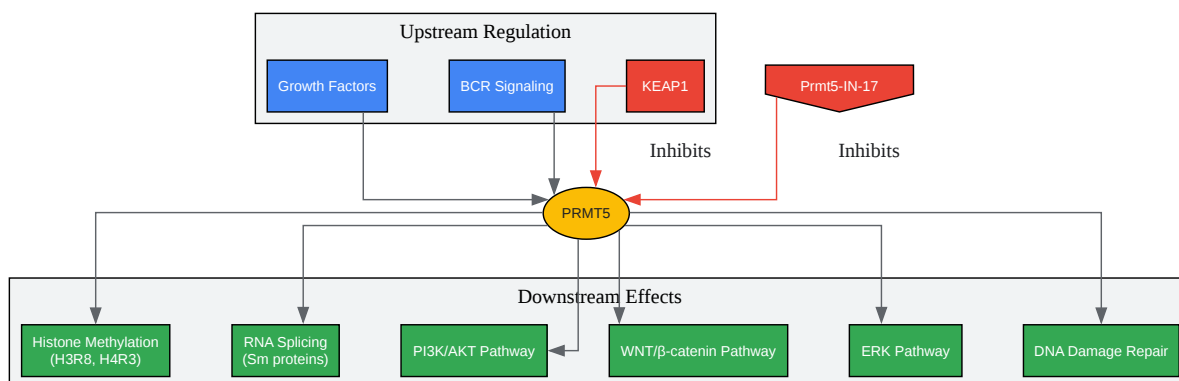 Upstream Regulation
Growth Factors
BCR Signaling
KEAP1
Prmt5-IN-17
Inhibits
Inhibits
PRMT5
Downstream Effects
Histone Methylation
(H3R8, H4R3)
RNA Splicing
(Sm proteins)
PI3K/AKT Pathway
WNT/β-catenin Pathway
ERK Pathway
DNA Damage Repair